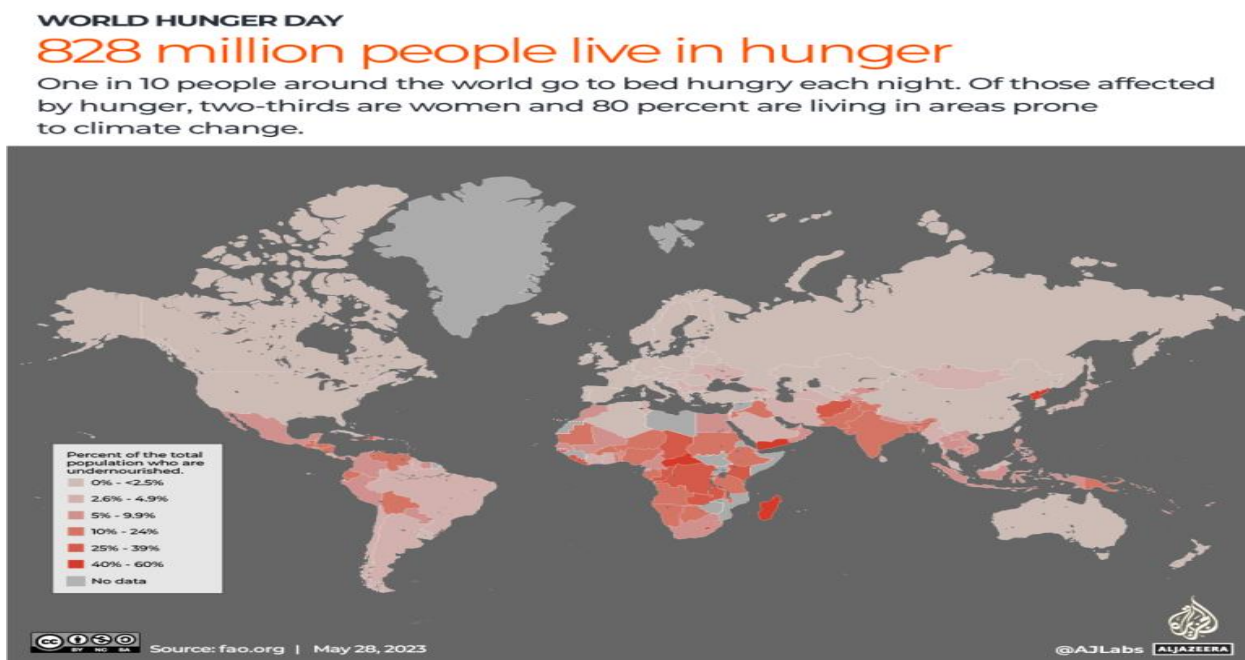 WORLD HUNGER DAY
828 million people live in hunger
One in 10 people around the world go to bed hungry each night. Of those affected
by hunger, two-thirds are women and 80 percent are living in areas prone
to climate change.
Percent of the total
population who are
undernourished.
0% - <2.5%
2.6% - 4.9%
5% - 9.9%
10% - 24%
25% - 39%
40% - 60%
No data
cc BY NC SA
Source: fao.org | May 28, 2023
@AJLabs ALJAZEERA